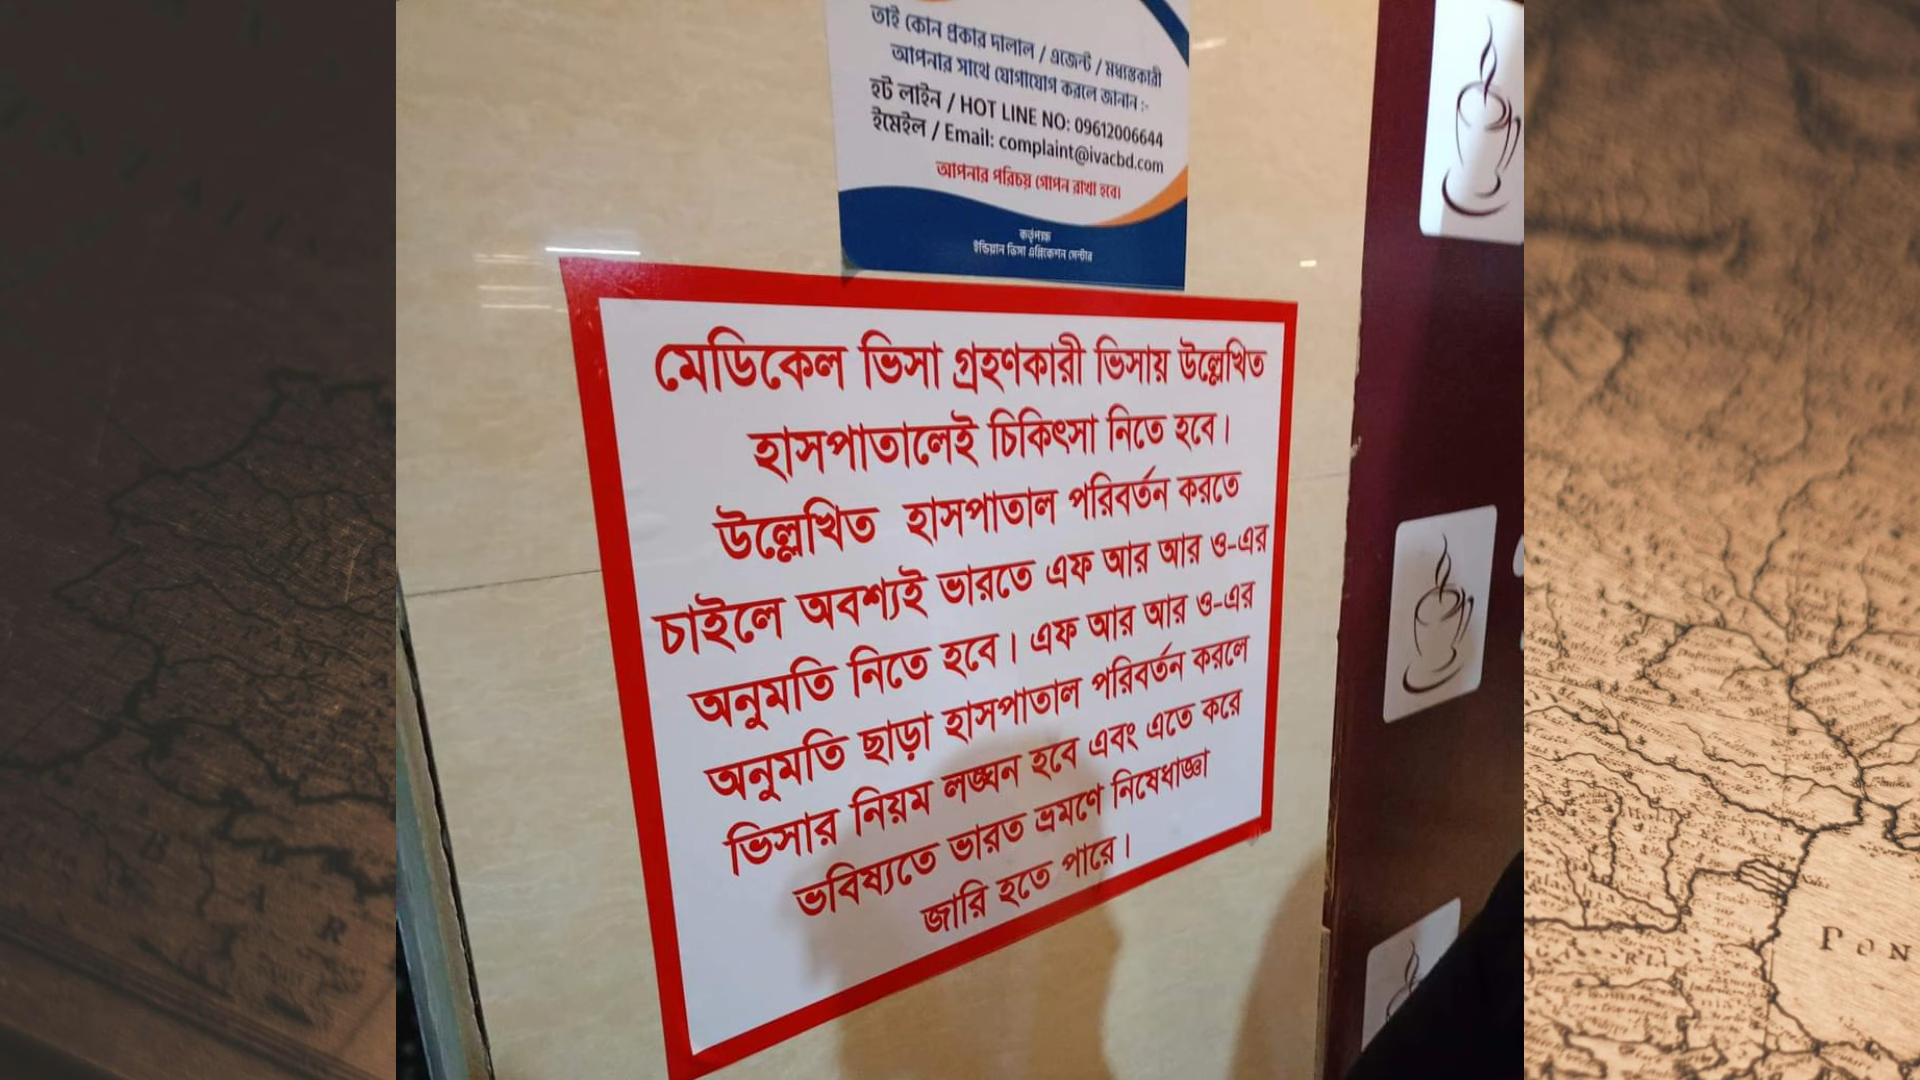 তাই কোন প্রকার দালাল / এজেন্ট / মধ্যস্তকারী
আপনার সাথে যোগাযোগ করলে জানান :-
হট লাইন / HOT LINE NO: 09612006644
ইমেইল / Email: complaint@ivacbd.com
আপনার পরিচয় গোপন রাখা হবে।
কর্তৃপক্ষ
ইন্ডিয়ান ভিসা এপ্লিকেশন সেন্টার
মেডিকেল ভিসা গ্রহণকারী ভিসায় উল্লেখিত
হাসপাতালেই চিকিৎসা নিতে হবে।
উল্লেখিত হাসপাতাল পরিবর্তন করতে
চাইলে অবশ্যই ভারতে এফ আর আর ও-এর
অনুমতি নিতে হবে। এফ আর আর ও-এর
অনুমতি ছাড়া হাসপাতাল পরিবর্তন করলে
ভিসার নিয়ম লঙ্ঘন হবে এবং এতে করে
ভবিষ্যতে ভারত ভ্রমণে নিষেধাজ্ঞা
জারি হতে পারে।
PON